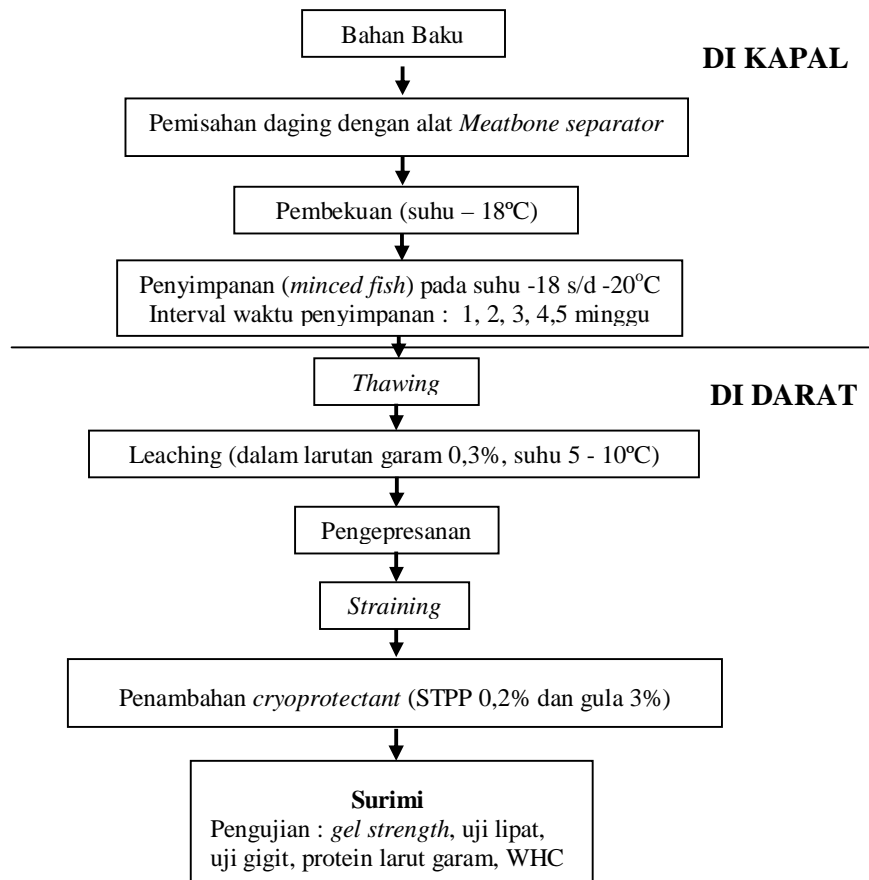 Bahan Baku
DI KAPAL
Pemisahan daging dengan alat Meatbone separator
Pembekuan (suhu – 18ºC)
Penyimpanan (minced fish) pada suhu -18 s/d -20°C
Interval waktu penyimpanan : 1, 2, 3, 4,5 minggu
Thawing
DI DARAT
Leaching (dalam larutan garam 0,3%, suhu 5 - 10ºC)
Pengepresanan
Straining
Penambahan cryoprotectant (STPP 0,2% dan gula 3%)
Surimi
Pengujian : gel strength, uji lipat,
uji gigit, protein larut garam, WHC